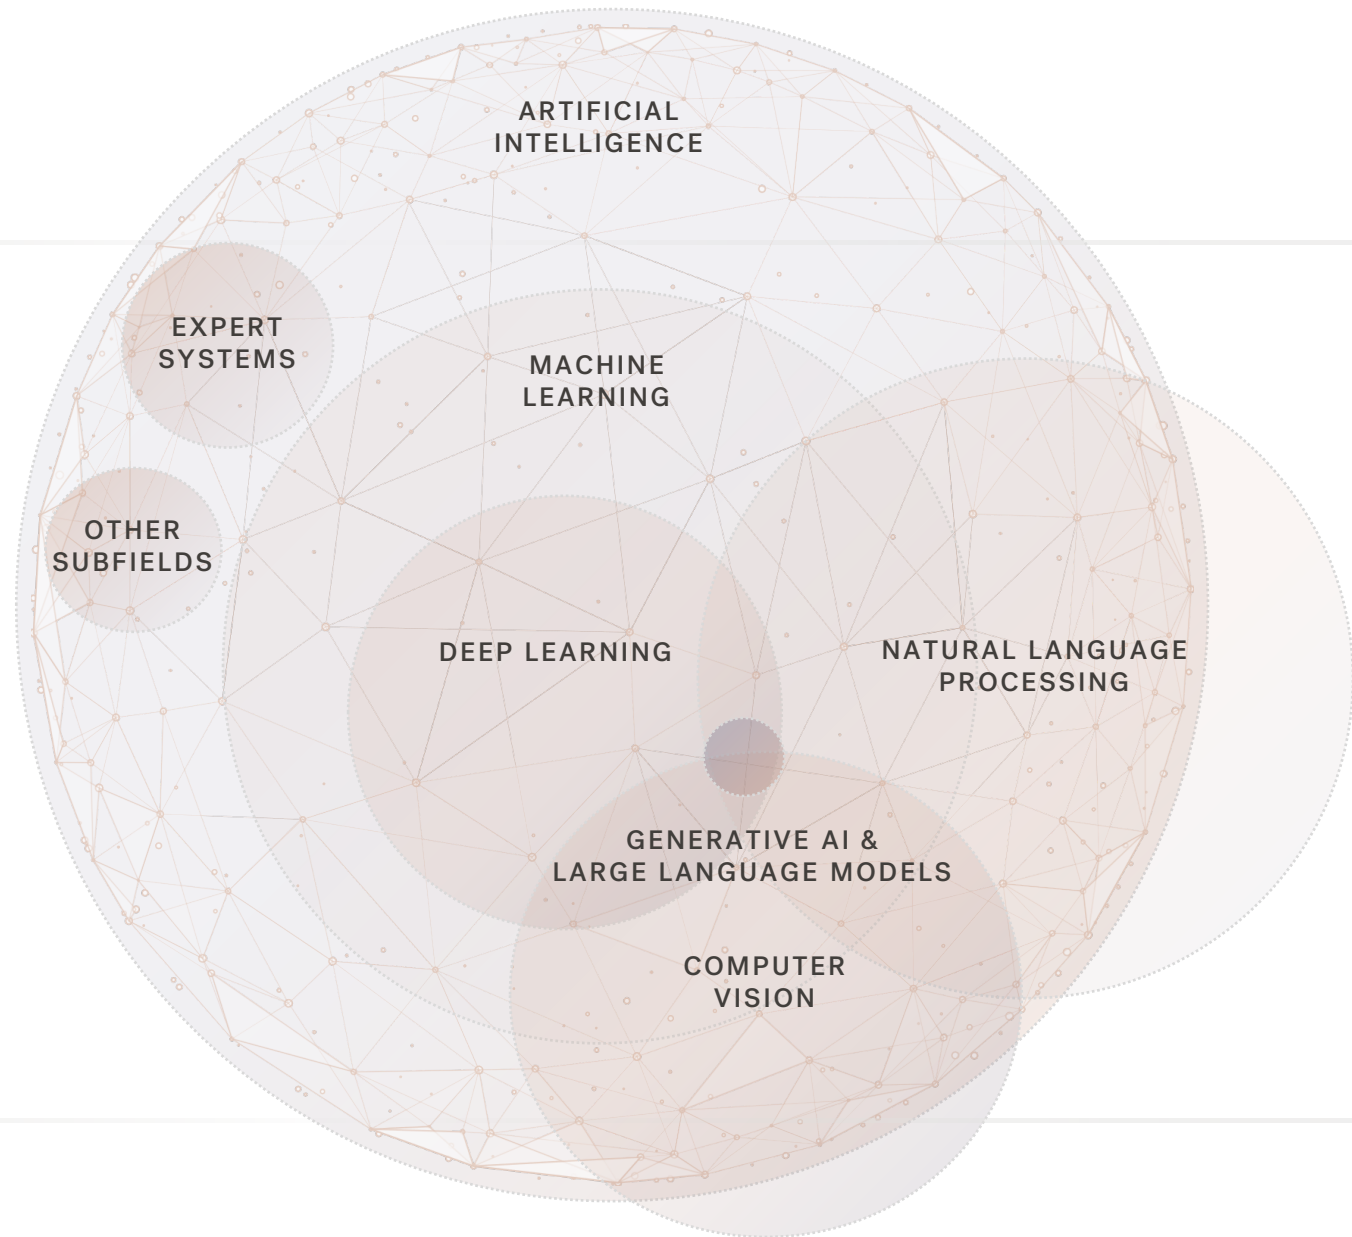 ARTIFICIAL
INTELLIGENCE
EXPERT
SYSTEMS
MACHINE
LEARNING
OTHER
SUBFIELDS
DEEP LEARNING
NATURAL LANGUAGE
PROCESSING
GENERATIVE AI &
LARGE LANGUAGE MODELS
COMPUTER
VISION